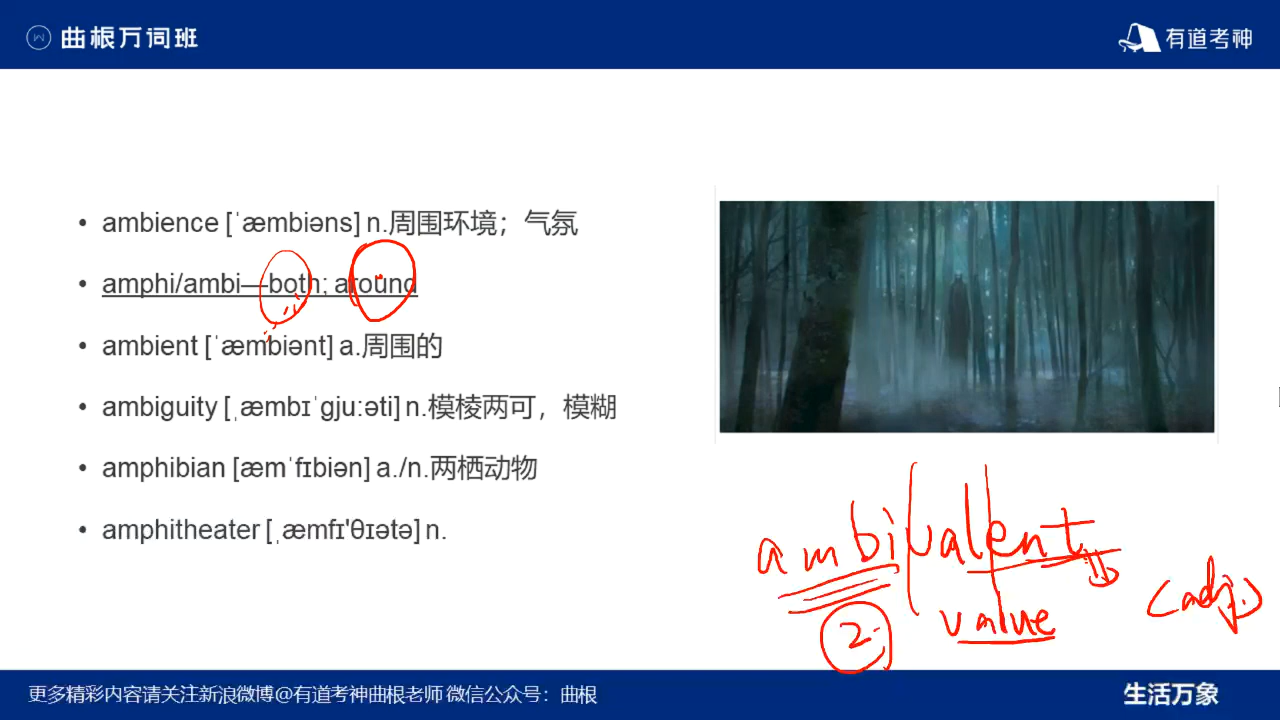 曲根万词班
有道考神
ambience [ˈæmbiəns] n.周围环境；气氛
amphi/ambi—both; around
ambient [ˈæmbiənt] a.周围的
ambiguity [ˌæmbɪˈgjuːəti] n.模棱两可，模糊
amphibian [æmˈfɪbiən] a./n.两栖动物
amphitheater [ˌæmfɪ'θɪətə] n.
ambivalent
(adj.)
2
value
更多精彩内容请关注新浪微博@有道考神曲根老师 微信公众号：曲根
生活万象